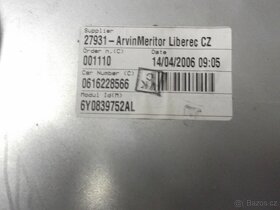 Supplier
27931-ArvinMeritor Liberec CZ
Order n.(C) Date
001110 14/04/2006 09:05
Car Number (C)
0616228566
Modul Id(M)
6Y0839752AL
Bazos.cz